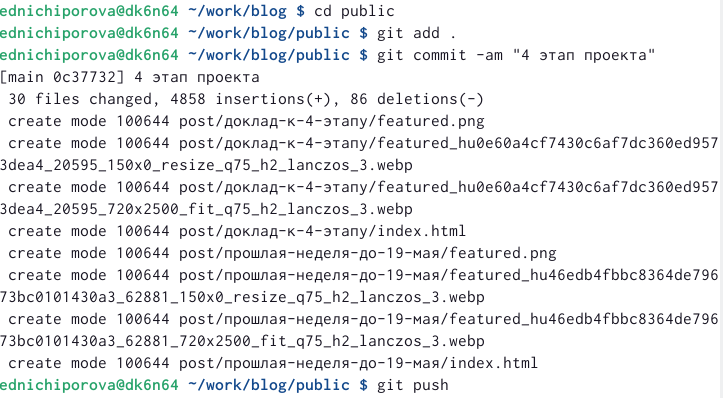 ednichiporova@dk6n64 ~/work/blog $ cd public
ednichiporova@dk6n64 ~/work/blog/public $ git add .
ednichiporova@dk6n64 ~/work/blog/public $ git commit -am "4 этап проекта"
[main 0c37732] 4 этап проекта
 30 files changed, 4858 insertions(+), 86 deletions(-)
 create mode 100644 post/доклад-к-4-этапу/featured.png
 create mode 100644 post/доклад-к-4-этапу/featured_hu0e60a4cf7430c6af7dc360ed957
3dea4_20595_150x0_resize_q75_h2_lanczos_3.webp
 create mode 100644 post/доклад-к-4-этапу/featured_hu0e60a4cf7430c6af7dc360ed957
3dea4_20595_720x2500_fit_q75_h2_lanczos_3.webp
 create mode 100644 post/доклад-к-4-этапу/index.html
 create mode 100644 post/прошлая-неделя-до-19-мая/featured.png
 create mode 100644 post/прошлая-неделя-до-19-мая/featured_hu46edb4fbbc8364de796
73bc0101430a3_62881_150x0_resize_q75_h2_lanczos_3.webp
 create mode 100644 post/прошлая-неделя-до-19-мая/featured_hu46edb4fbbc8364de796
73bc0101430a3_62881_720x2500_fit_q75_h2_lanczos_3.webp
 create mode 100644 post/прошлая-неделя-до-19-мая/index.html
ednichiporova@dk6n64 ~/work/blog/public $ git push